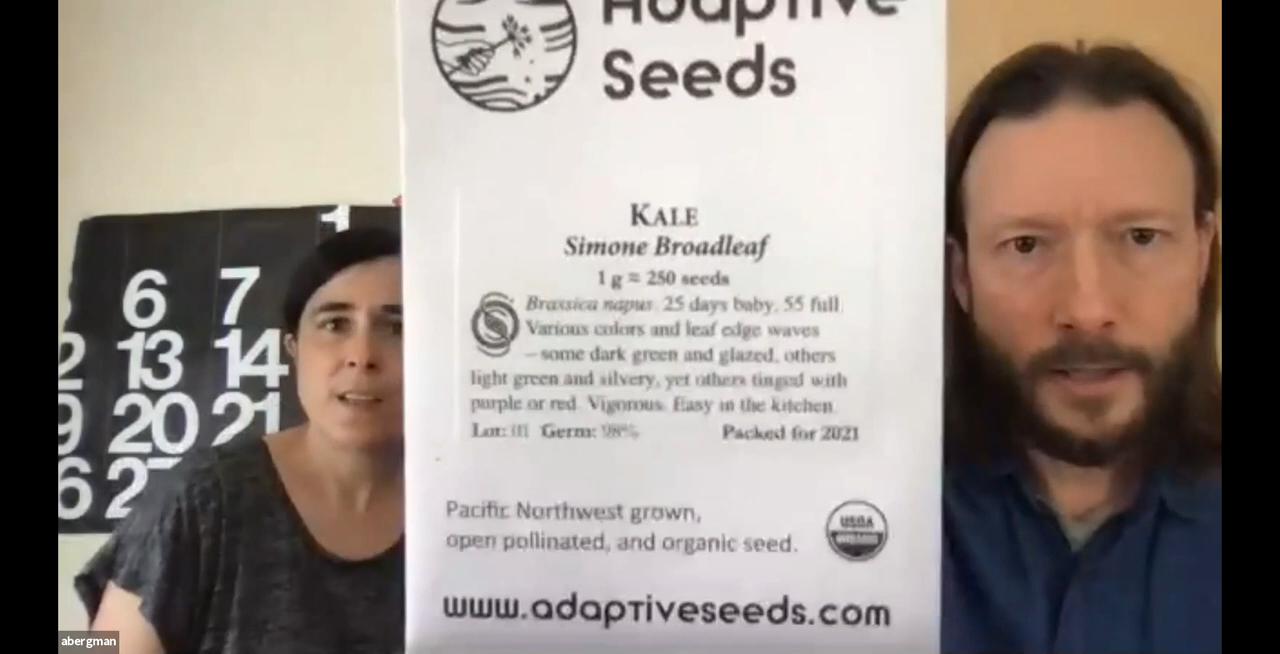 Adaptive
Seeds
KALE
Simone Broadleaf
1 g ≈ 250 seeds
Brassica napus. 25 days baby, 55 full.
Various colors and leaf edge waves
– some dark green and glazed, others
light green and silvery, yet others tinged with
purple or red. Vigorous. Easy in the kitchen.
Lot: Germ: 98% Packed for 2021
Pacific Northwest grown,
open pollinated, and organic seed.
USDA
ORGANIC
www.adaptiveseeds.com
1
6 7
2 13 14
9 20 21
6 2
abergman